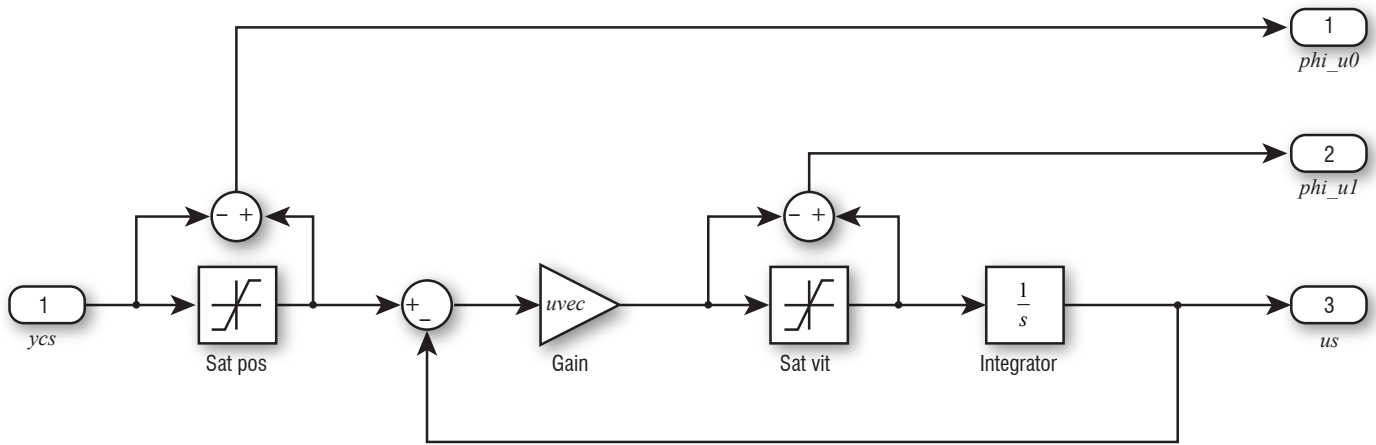 1
phi_u0
2
phi_u1
− +
− +
1
ycs
Sat pos
+
−
uvec
Gain
Sat vit
1
s
Integrator
3
us